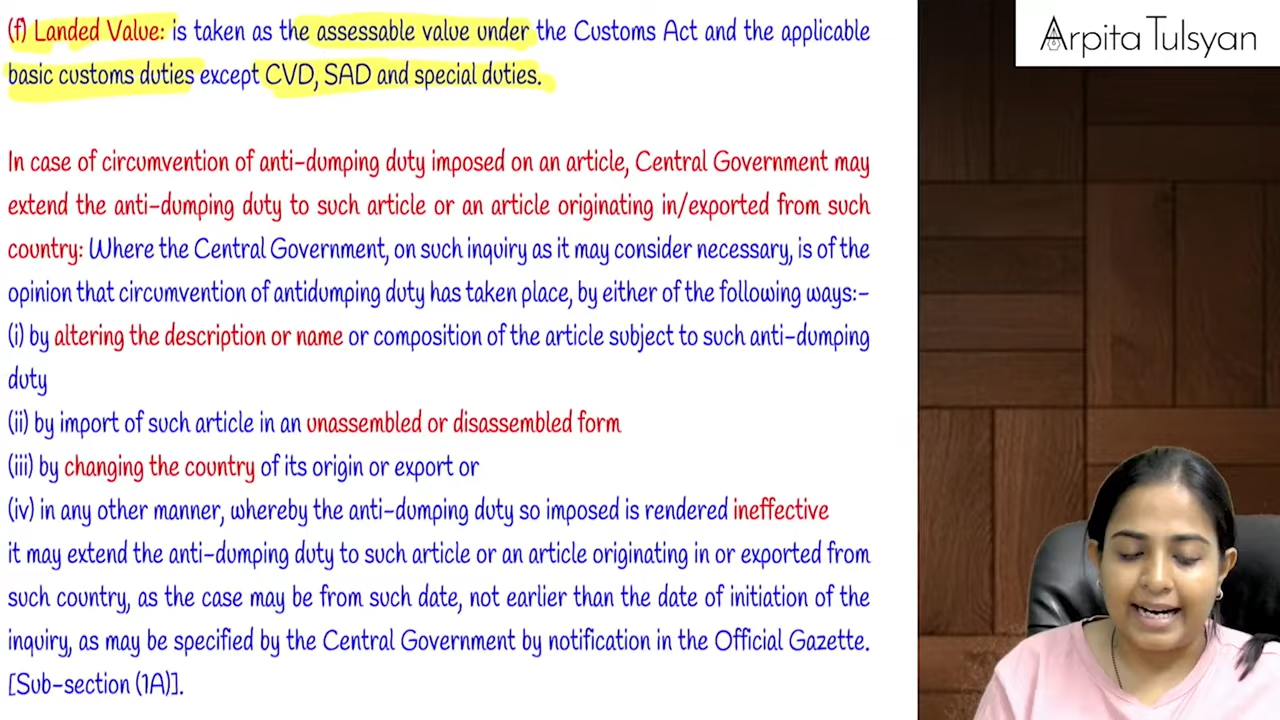 (f) Landed Value: is taken as the assessable value under the Customs Act and the applicable
basic customs duties except CVD, SAD and special duties.
Arpita Tulsyan
In case of circumvention of anti-dumping duty imposed on an article, Central Government may
extend the anti-dumping duty to such article or an article originating in/exported from such
country: Where the Central Government, on such inquiry as it may consider necessary, is of the
opinion that circumvention of antidumping duty has taken place, by either of the following ways:-
(i) by altering the description or name or composition of the article subject to such anti-dumping
duty
(ii) by import of such article in an unassembled or disassembled form
(iii) by changing the country of its origin or export or
(iv) in any other manner, whereby the anti-dumping duty so imposed is rendered ineffective
it may extend the anti-dumping duty to such article or an article originating in or exported from
such country, as the case may be from such date, not earlier than the date of initiation of the
inquiry, as may be specified by the Central Government by notification in the Official Gazette.
[Sub-section (1A)].